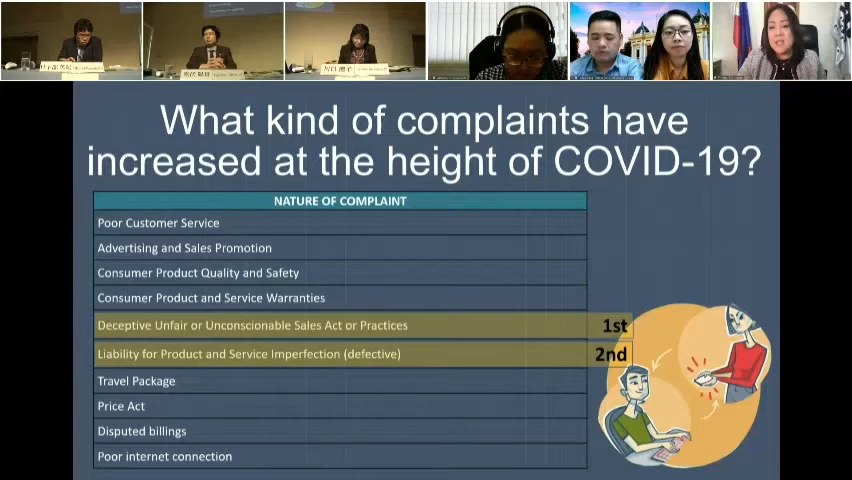 What kind of complaints have
increased at the height of COVID-19?
NATURE OF COMPLAINT
Poor Customer Service
Advertising and Sales Promotion
Consumer Product Quality and Safety
Consumer Product and Service Warranties
Deceptive Unfair or Unconscionable Sales Act or Practices 1st
Liability for Product and Service Imperfection (defective) 2nd
Travel Package
Price Act
Disputed billings
Poor internet connection